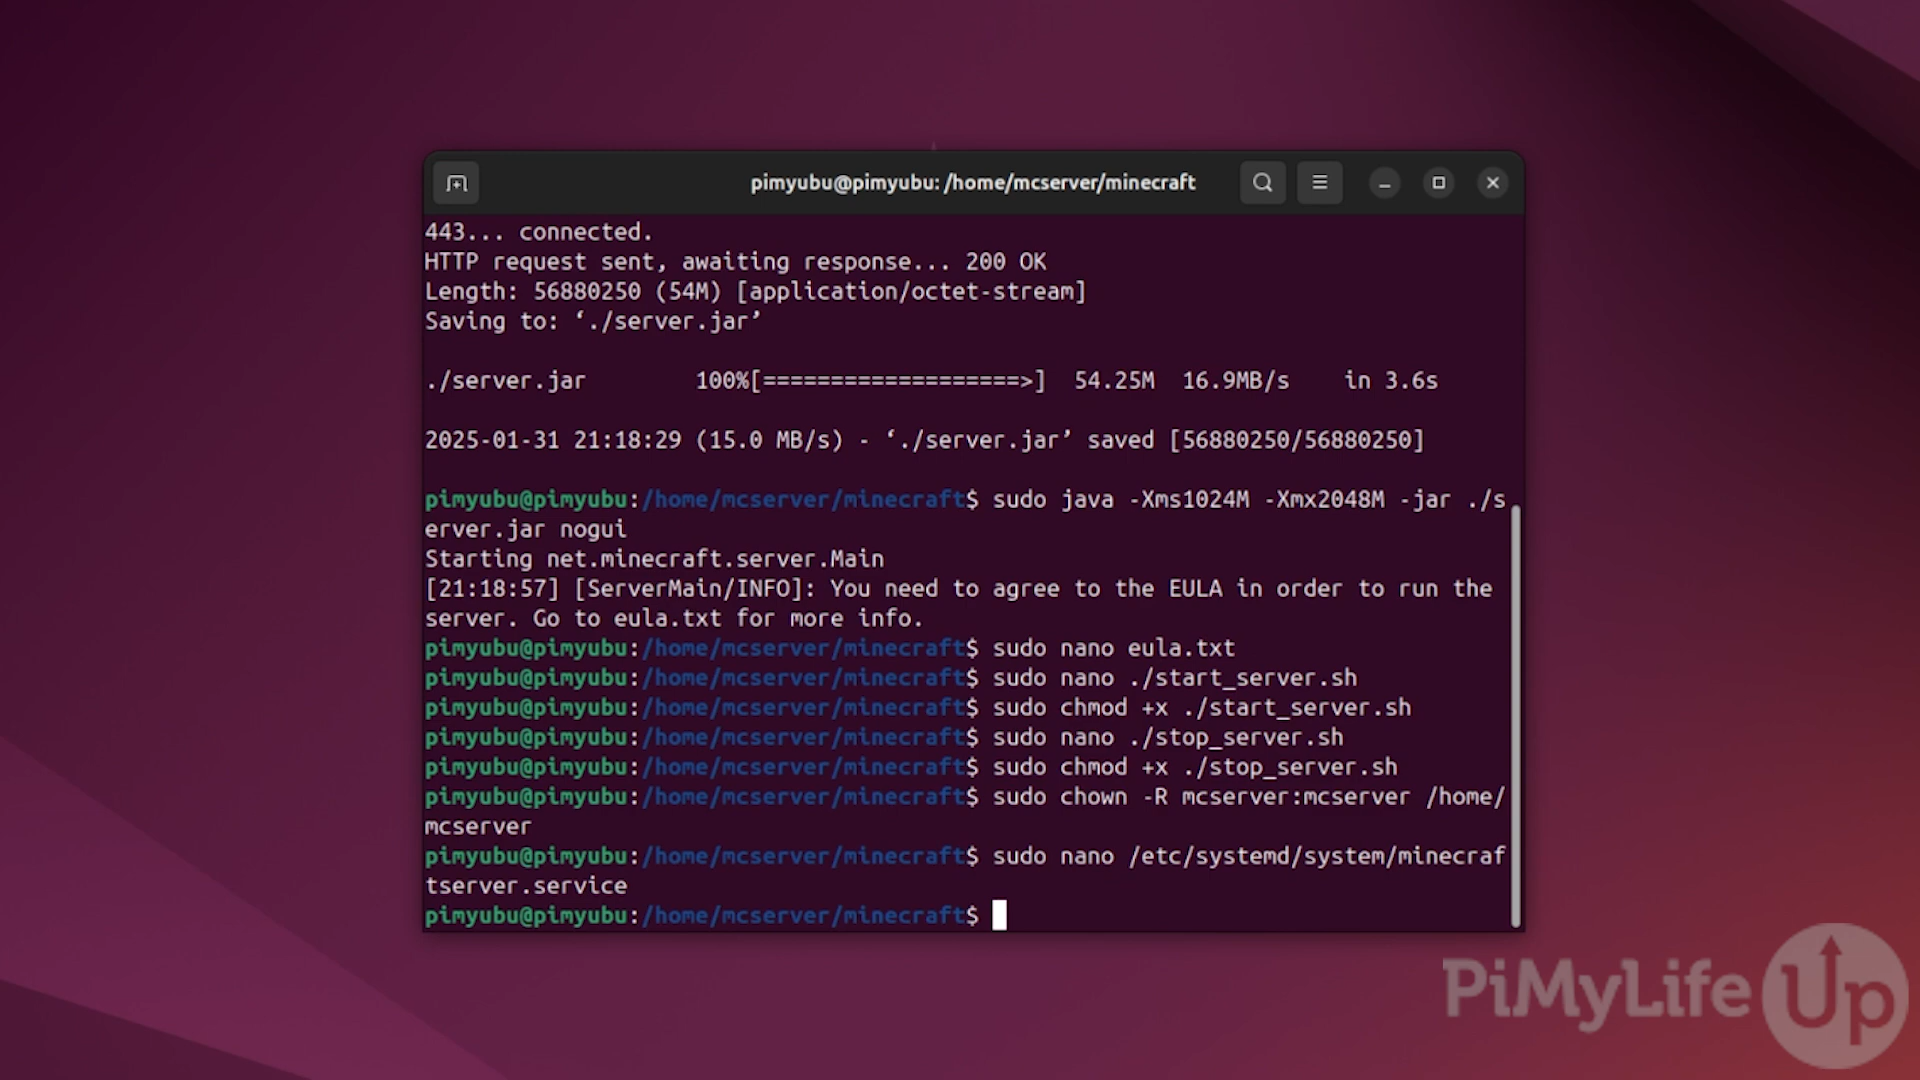 pimyubu@pimyubu: /home/mcserver/minecraft
443... connected.
HTTP request sent, awaiting response... 200 OK
Length: 56880250 (54M) [application/octet-stream]
Saving to: ‘./server.jar’
./server.jar        100%[===================>]  54.25M  16.9MB/s    in 3.6s
2025-01-31 21:18:29 (15.0 MB/s) - ‘./server.jar’ saved [56880250/56880250]
pimyubu@pimyubu:/home/mcserver/minecraft$ sudo java -Xms1024M -Xmx2048M -jar ./s
erver.jar nogui
Starting net.minecraft.server.Main
[21:18:57] [ServerMain/INFO]: You need to agree to the EULA in order to run the
server. Go to eula.txt for more info.
pimyubu@pimyubu:/home/mcserver/minecraft$ sudo nano eula.txt
pimyubu@pimyubu:/home/mcserver/minecraft$ sudo nano ./start_server.sh
pimyubu@pimyubu:/home/mcserver/minecraft$ sudo chmod +x ./start_server.sh
pimyubu@pimyubu:/home/mcserver/minecraft$ sudo nano ./stop_server.sh
pimyubu@pimyubu:/home/mcserver/minecraft$ sudo chmod +x ./stop_server.sh
pimyubu@pimyubu:/home/mcserver/minecraft$ sudo chown -R mcserver:mcserver /home/
mcserver
pimyubu@pimyubu:/home/mcserver/minecraft$ sudo nano /etc/systemd/system/minecraf
tserver.service
pimyubu@pimyubu:/home/mcserver/minecraft$
PiMyLife Up